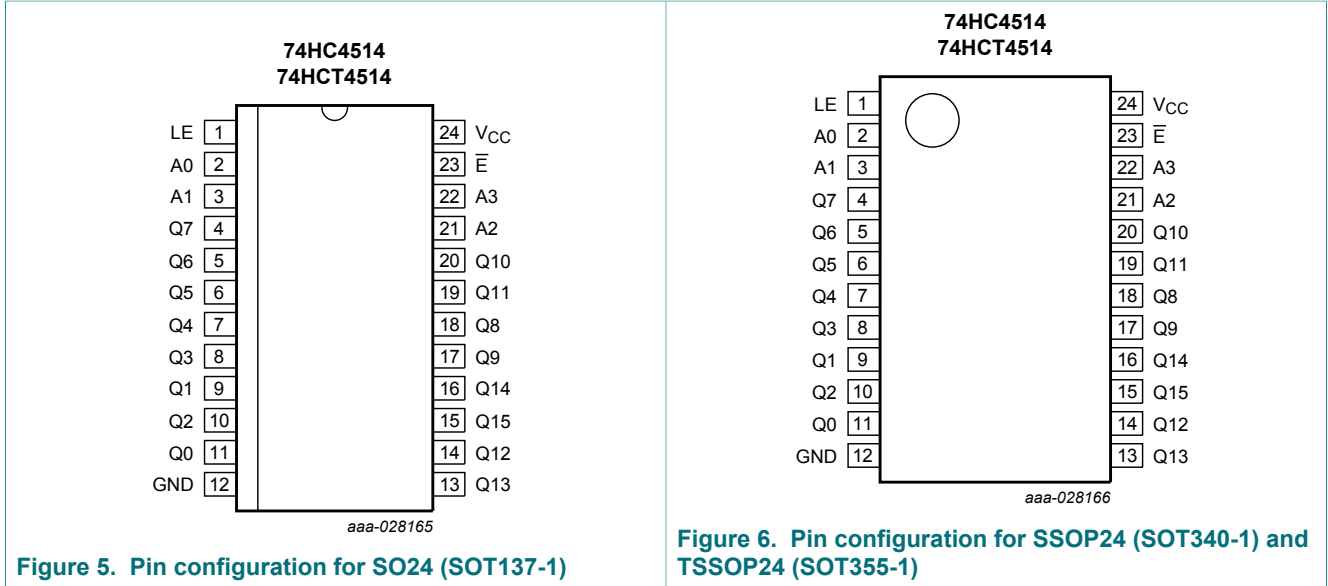 74HC4514
74HCT4514
LE 1
A0 2
A1 3
Q7 4
Q6 5
Q5 6
Q4 7
Q3 8
Q1 9
Q2 10
Q0 11
GND 12
24 VCC
23 E̅
22 A3
21 A2
20 Q10
19 Q11
18 Q8
17 Q9
16 Q14
15 Q15
14 Q12
13 Q13
aaa-028165
Figure 5. Pin configuration for SO24 (SOT137-1)
74HC4514
74HCT4514
LE 1
A0 2
A1 3
Q7 4
Q6 5
Q5 6
Q4 7
Q3 8
Q1 9
Q2 10
Q0 11
GND 12
24 VCC
23 E̅
22 A3
21 A2
20 Q10
19 Q11
18 Q8
17 Q9
16 Q14
15 Q15
14 Q12
13 Q13
aaa-028166
Figure 6. Pin configuration for SSOP24 (SOT340-1) and
TSSOP24 (SOT355-1)